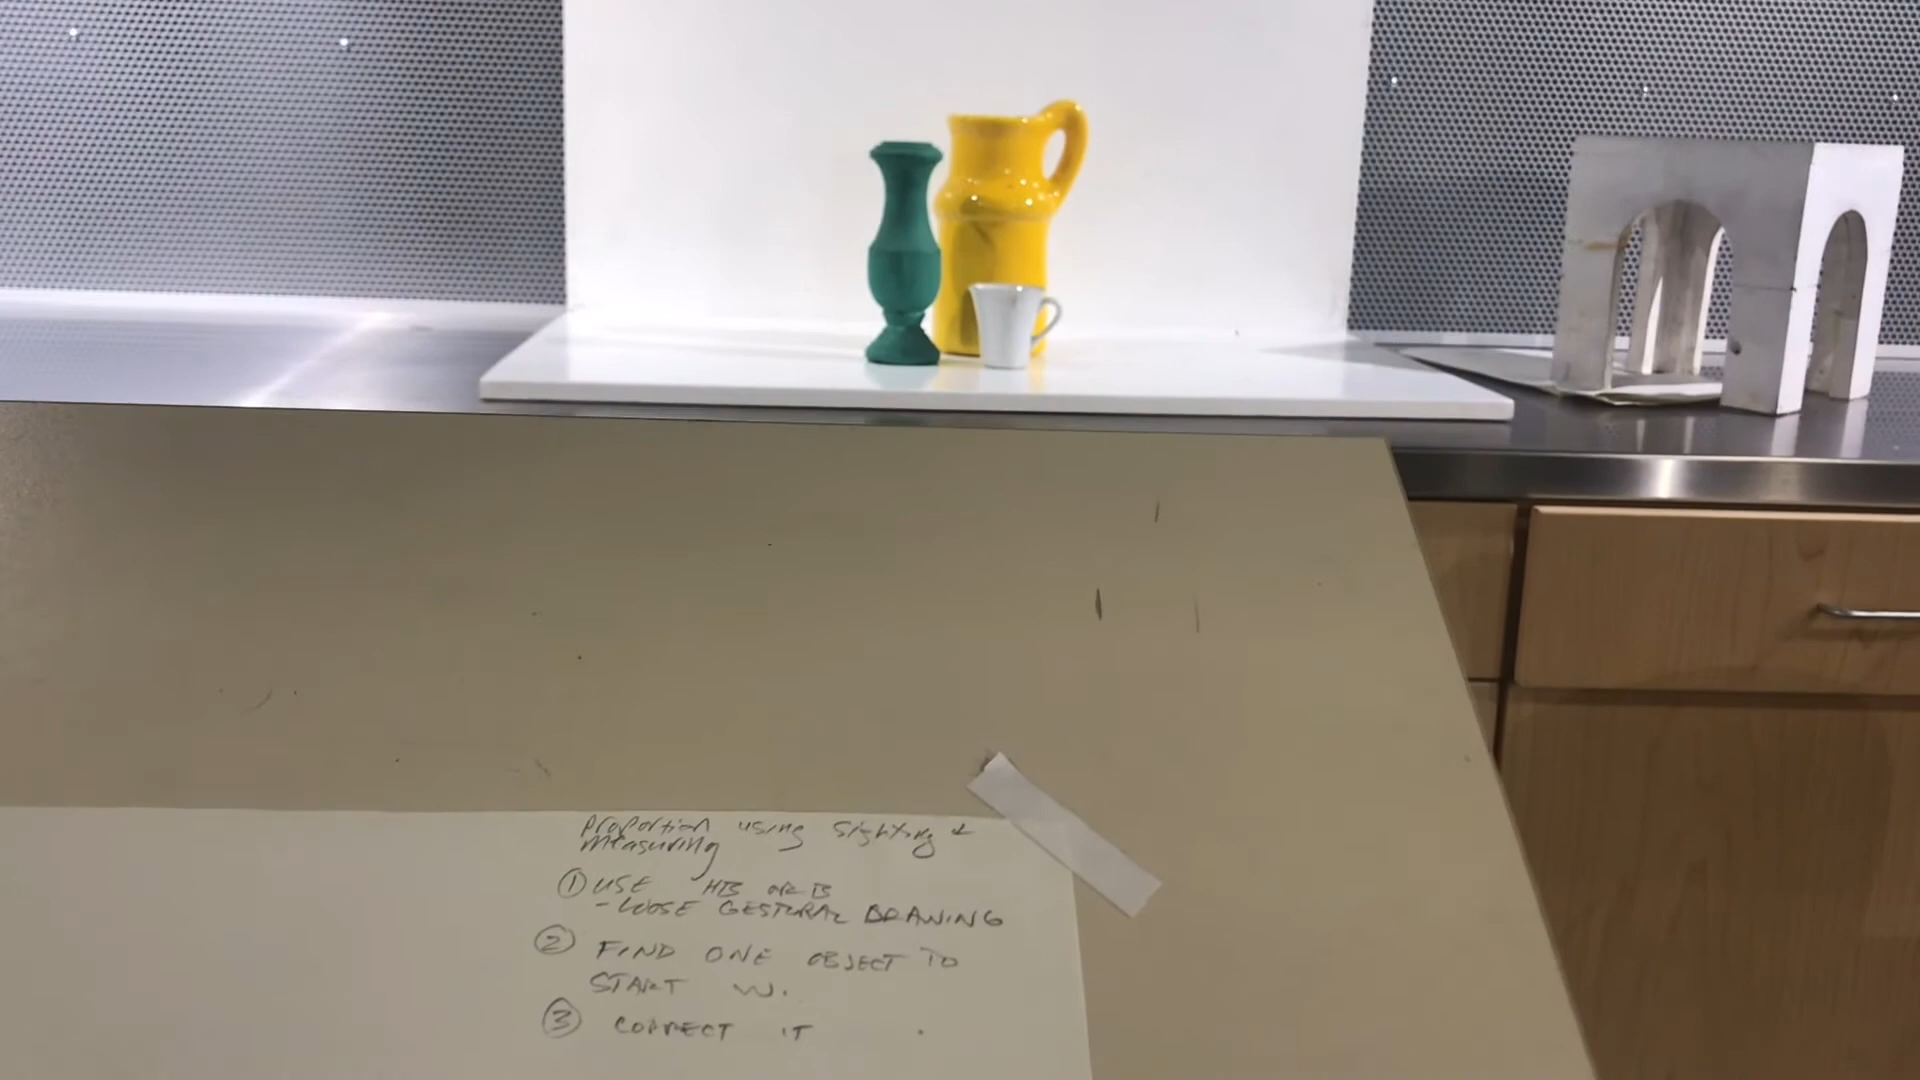 proportion using sighting +
measuring
① USE HB OR B
- LOOSE GESTURAL DRAWING
② FIND ONE OBJECT TO
START W.
③ CORRECT IT